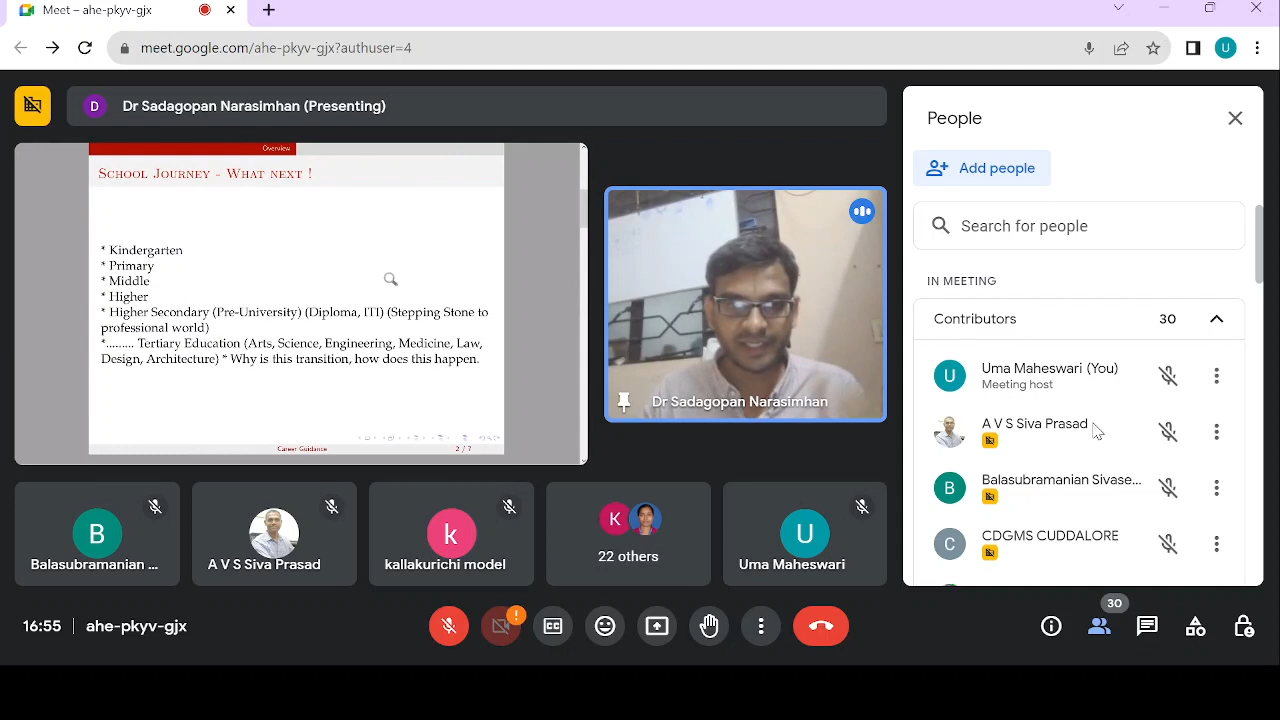 Meet – ahe-pkyv-gjx
meet.google.com/ahe-pkyv-gjx?authuser=4
U
D
Dr Sadagopan Narasimhan (Presenting)
Overview
School Journey - What next !
* Kindergarten
* Primary
* Middle
* Higher
* Higher Secondary (Pre-University) (Diploma, ITI) (Stepping Stone to
professional world)
*......... Tertiary Education (Arts, Science, Engineering, Medicine, Law,
Design, Architecture) * Why is this transition, how does this happen.
Career Guidance
2 / 7
Dr Sadagopan Narasimhan
B
Balasubramanian ...
A V S Siva Prasad
k
kallakurichi model
K
22 others
U
Uma Maheswari
People
Add people
Search for people
IN MEETING
Contributors
30
U
Uma Maheswari (You)
Meeting host
A V S Siva Prasad
B
Balasubramanian Sivase...
C
CDGMS CUDDALORE
16:55
ahe-pkyv-gjx
CC
!
30